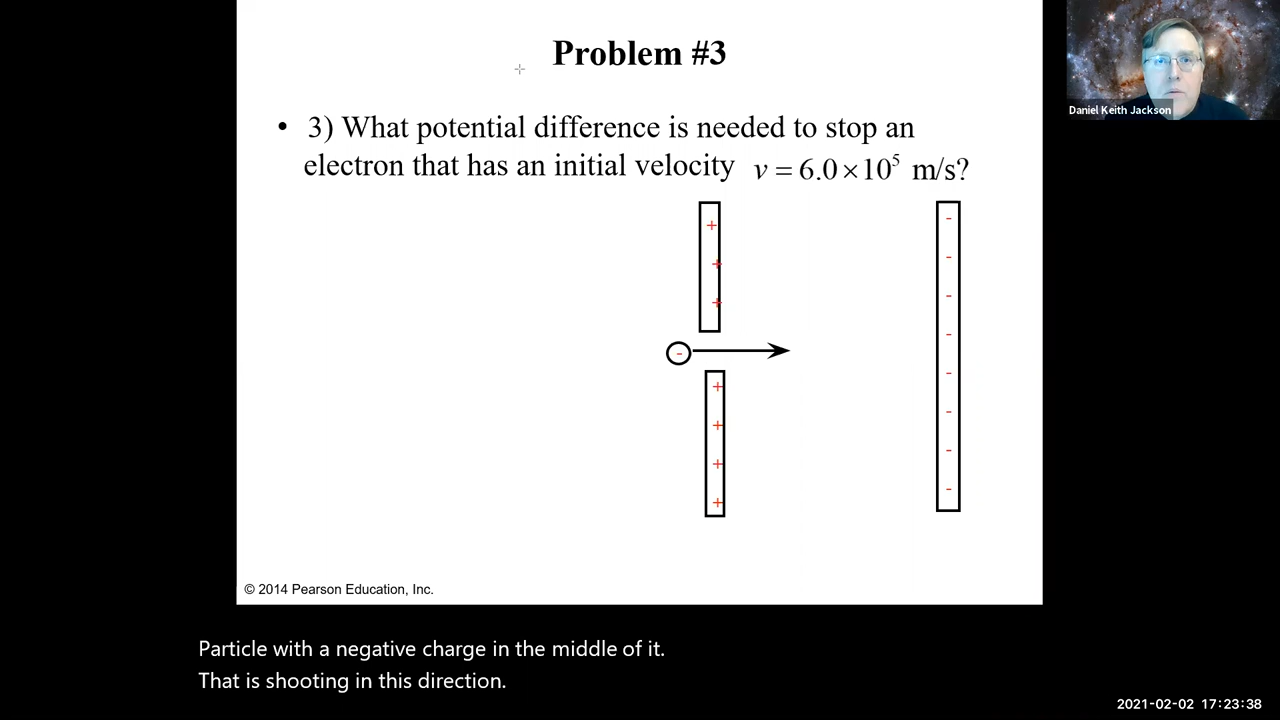 Problem #3
Daniel Keith Jackson
• 3) What potential difference is needed to stop an
electron that has an initial velocity v = 6.0 × 10⁵ m/s?
+ -
+ -
+ -
-
-
+ -
+ -
+ -
+
© 2014 Pearson Education, Inc.
Particle with a negative charge in the middle of it.
That is shooting in this direction.
2021-02-02 17:23:38